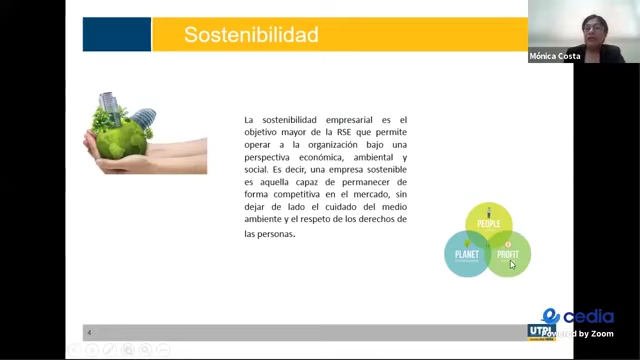 Sostenibilidad
Mónica Costa
La sostenibilidad empresarial es el
objetivo mayor de la RSE que permite
operar a la organización bajo una
perspectiva económica, ambiental y
social. Es decir, una empresa sostenible
es aquella capaz de permanecer de
forma competitiva en el mercado, sin
dejar de lado el cuidado del medio
ambiente y el respeto de los derechos de
las personas.
PEOPLE
PLANET
PROFIT
cedia
4
UTPL
Powered by Zoom